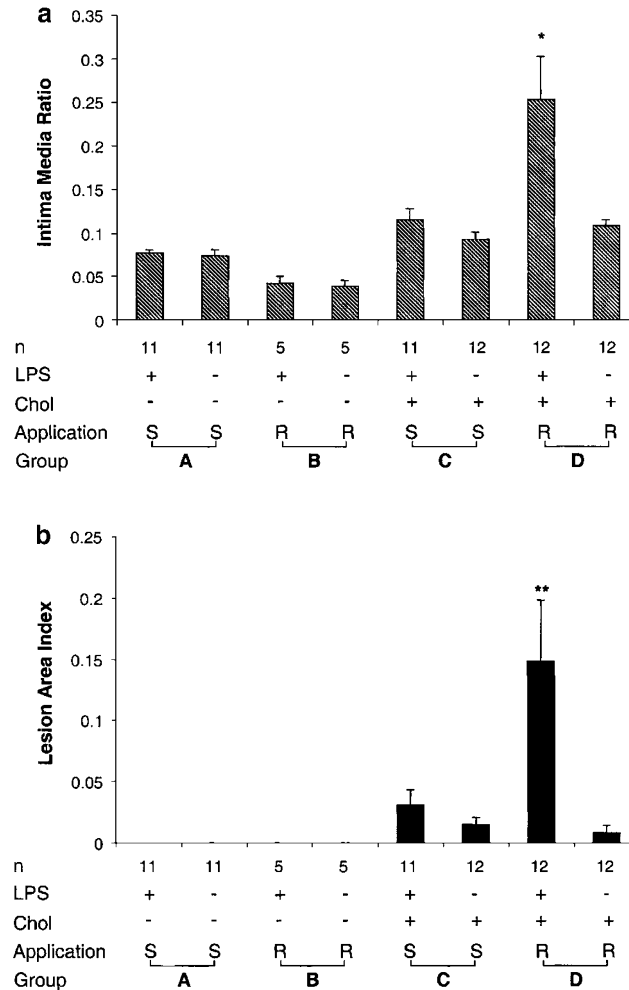 a
Intima Media Ratio
0.35
*
0.3
0.25
0.2
0.15
0.1
0.05
0
n 11 11 5 5 11 12 12 12
LPS + - + - + - + -
Chol - - - - + + + +
Application S S R R S S R R
Group A B C D
b
Lesion Area Index
0.25
**
0.2
0.15
0.1
0.05
0
n 11 11 5 5 11 12 12 12
LPS + - + - + - + -
Chol - - - - + + + +
Application S S R R S S R R
Group A B C D